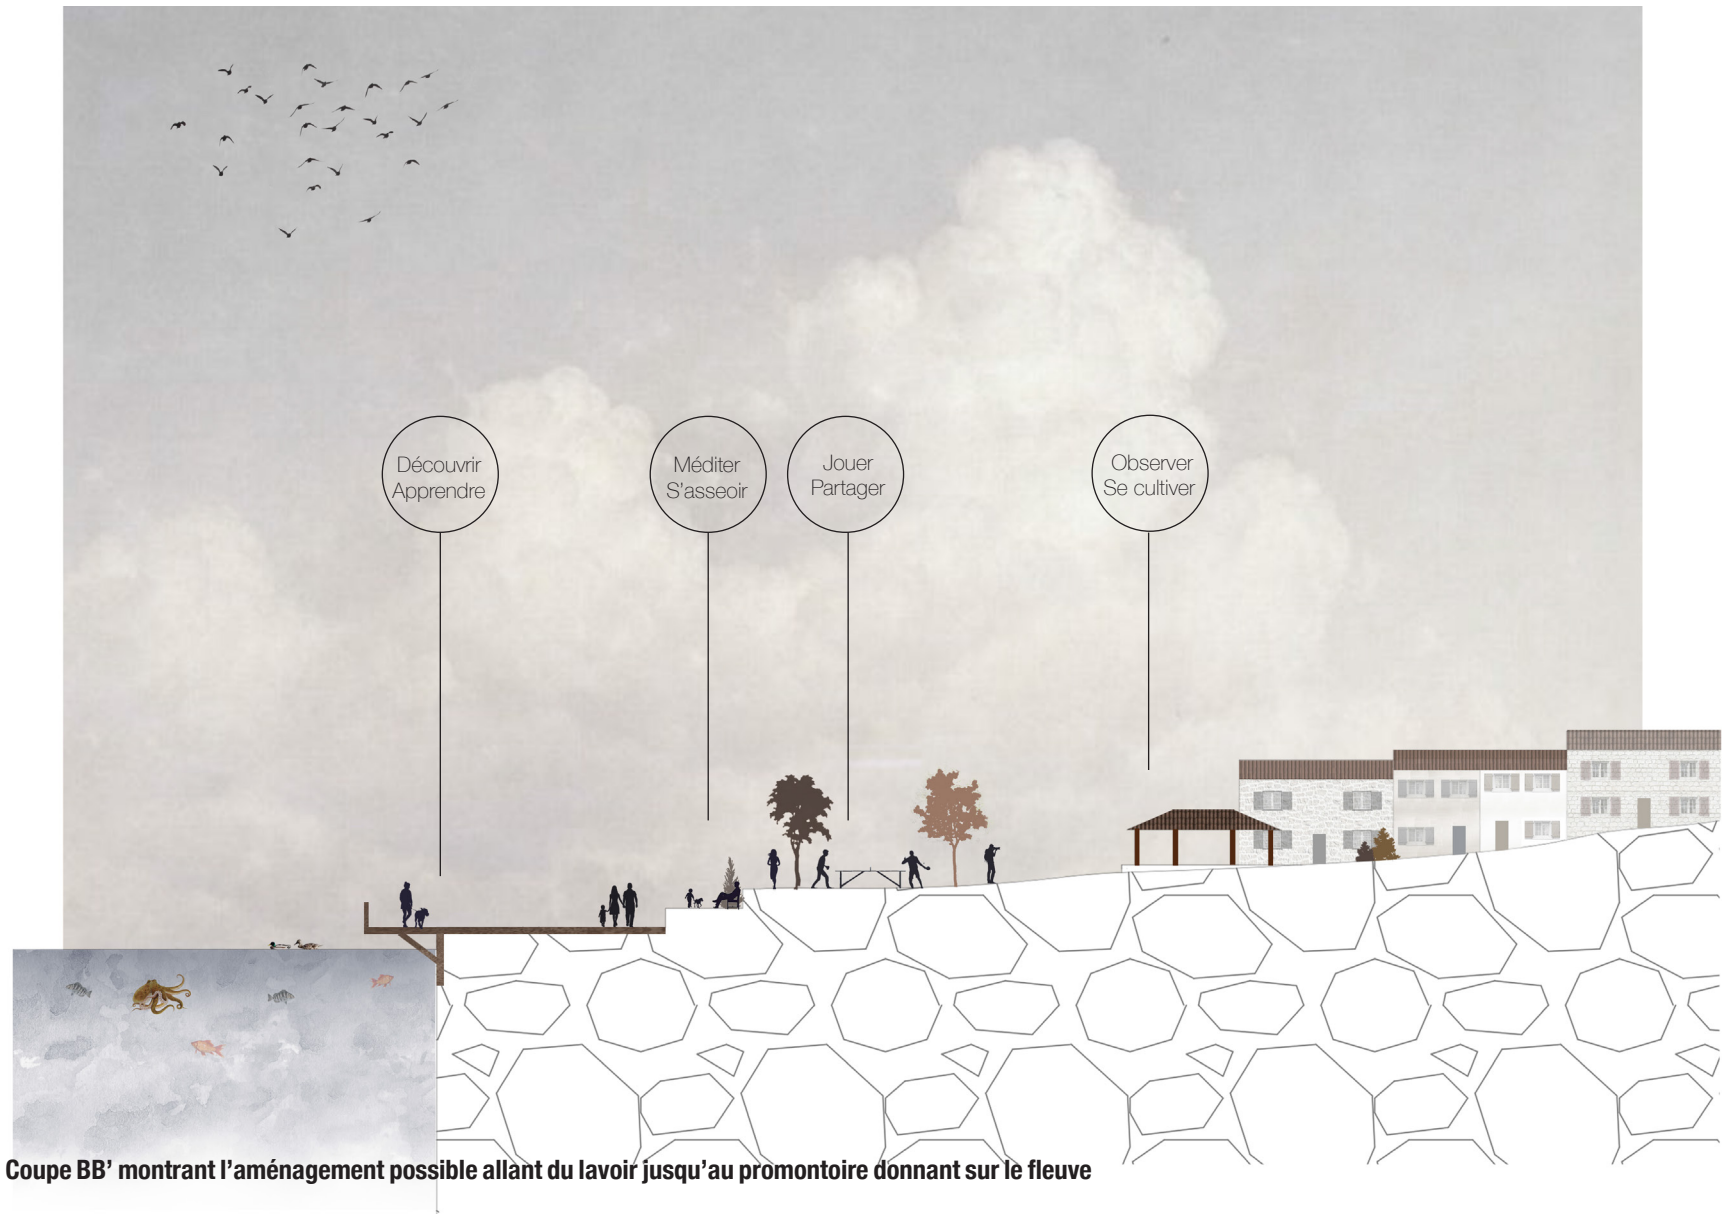 Découvrir
Apprendre
Méditer
S'asseoir
Jouer
Partager
Observer
Se cultiver
Coupe BB’ montrant l’aménagement possible allant du lavoir jusqu’au promontoire donnant sur le fleuve